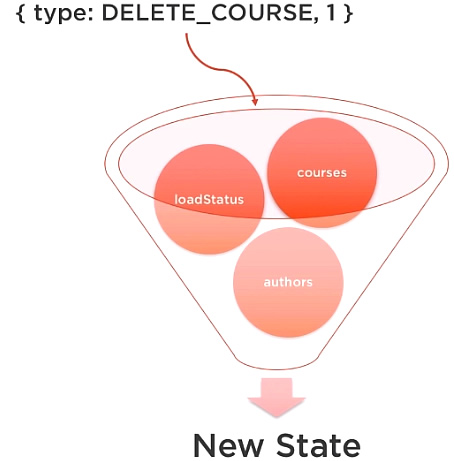 { type: DELETE_COURSE, 1 }
courses
loadStatus
authors
New State